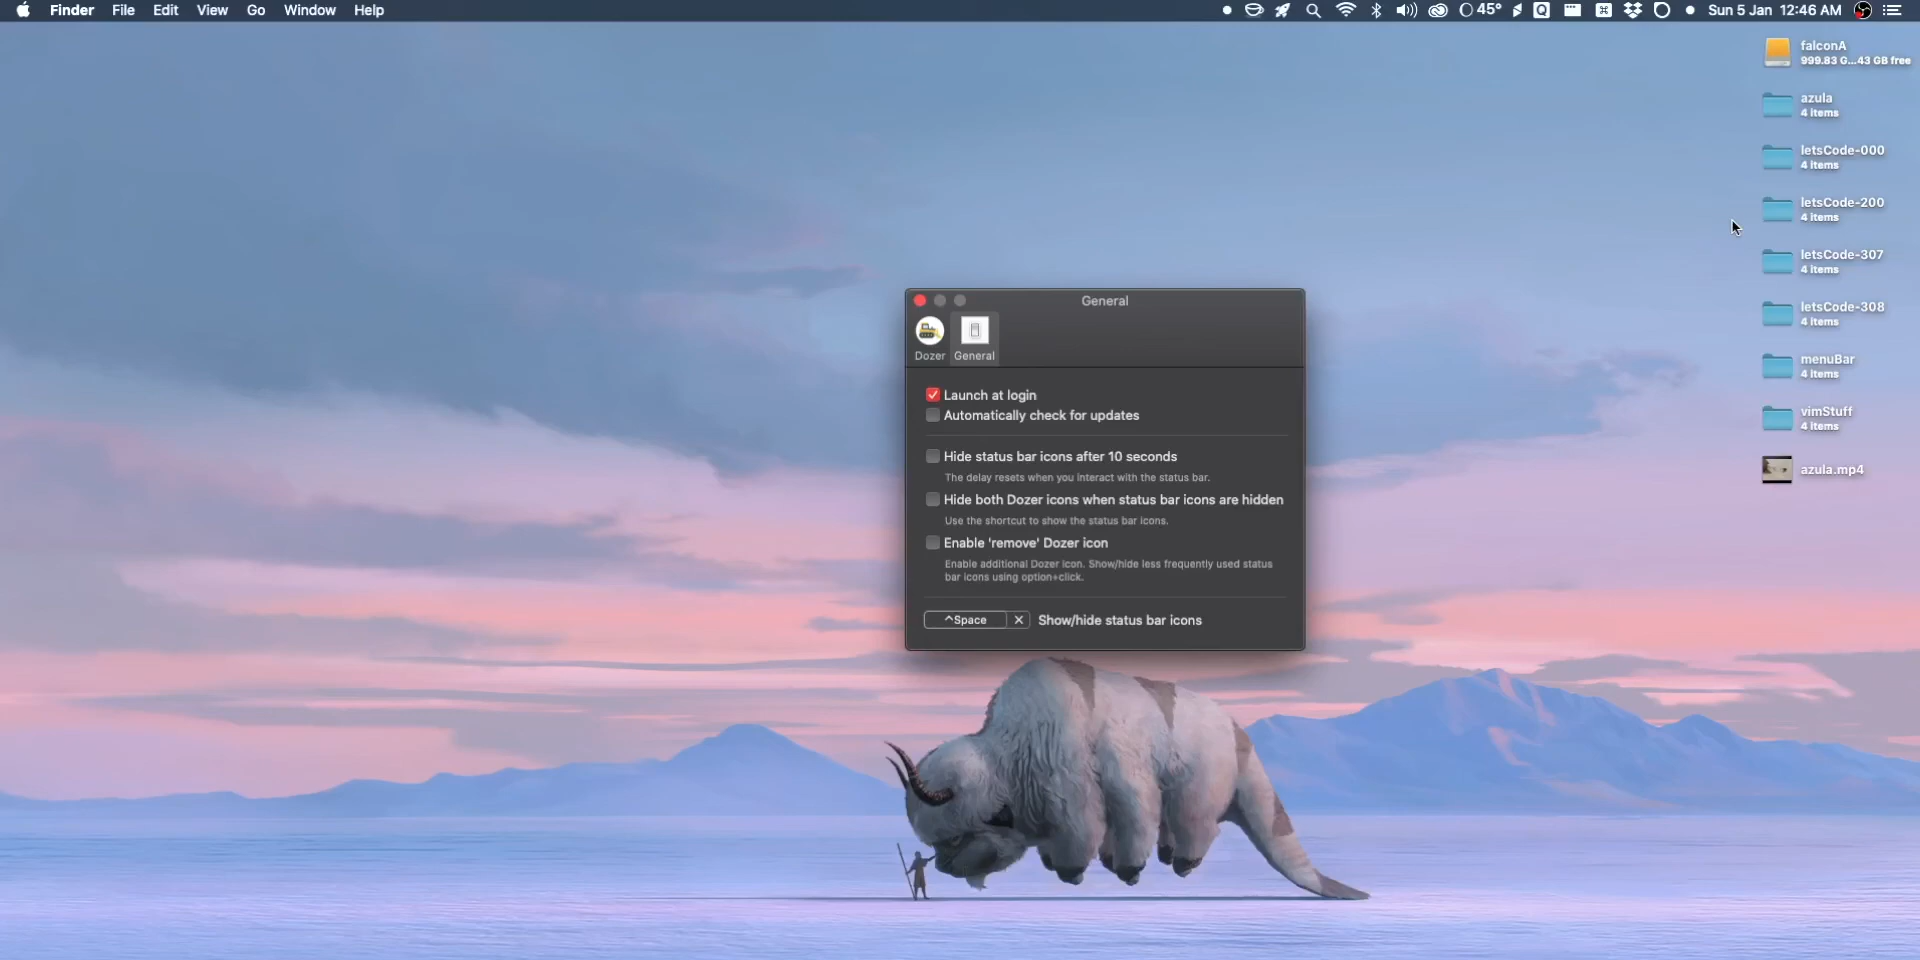 Finder File Edit View Go Window Help
45° Sun 5 Jan 12:46 AM
falconA
999.83 G...43 GB free
azula
4 items
letsCode-000
4 items
letsCode-200
4 items
letsCode-307
4 items
letsCode-308
4 items
menuBar
4 items
vimStuff
4 items
azula.mp4
General
Dozer General
Launch at login
Automatically check for updates
Hide status bar icons after 10 seconds
The delay resets when you interact with the status bar.
Hide both Dozer icons when status bar icons are hidden
Use the shortcut to show the status bar icons.
Enable 'remove' Dozer icon
Enable additional Dozer icon. Show/hide less frequently used status
bar icons using option+click.
^Space ✕ Show/hide status bar icons